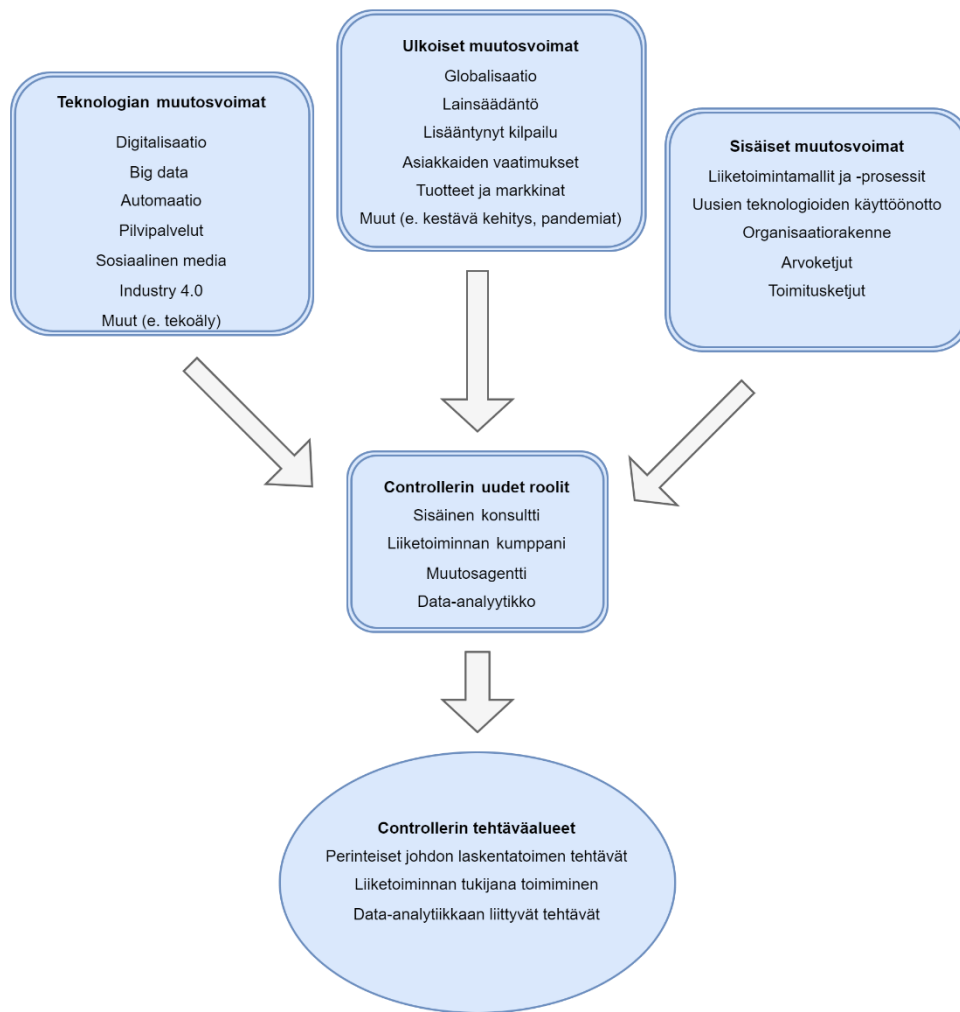 Teknologian muutosvoimat
Digitalisaatio
Big data
Automaatio
Pilvipalvelut
Sosiaalinen media
Industry 4.0
Muut (e. tekoäly)
Ulkoiset muutosvoimat
Globalisaatio
Lainsäädäntö
Lisääntynyt kilpailu
Asiakkaiden vaatimukset
Tuotteet ja markkinat
Muut (e. kestävä kehitys, pandemiat)
Sisäiset muutosvoimat
Liiketoimintamallit ja -prosessit
Uusien teknologioiden käyttöönotto
Organisaatiorakenne
Arvoketjut
Toimitusketjut
Controllerin uudet roolit
Sisäinen konsultti
Liiketoiminnan kumppani
Muutosagentti
Data-analyytikko
Controllerin tehtäväalueet
Perinteiset johdon laskentatoimen tehtävät
Liiketoiminnan tukijana toimiminen
Data-analytiikkaan liittyvät tehtävät